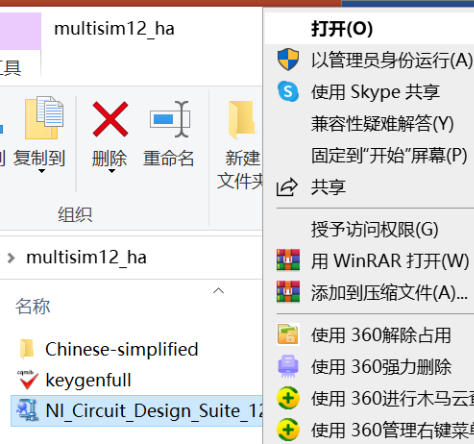 multisim12_ha
工具
复制到
删除
重命名
新建
文件夹
组织
multisim12_ha
名称
Chinese-simplified
keygenfull
NI_Circuit_Design_Suite_12
打开(O)
以管理员身份运行(A)
使用 Skype 共享
兼容性疑难解答(Y)
固定到“开始”屏幕(P)
共享
授予访问权限(G)
用 WinRAR 打开(W)
添加到压缩文件(A)...
使用 360解除占用
使用 360强力删除
使用 360进行木马云查
使用 360管理右键菜单